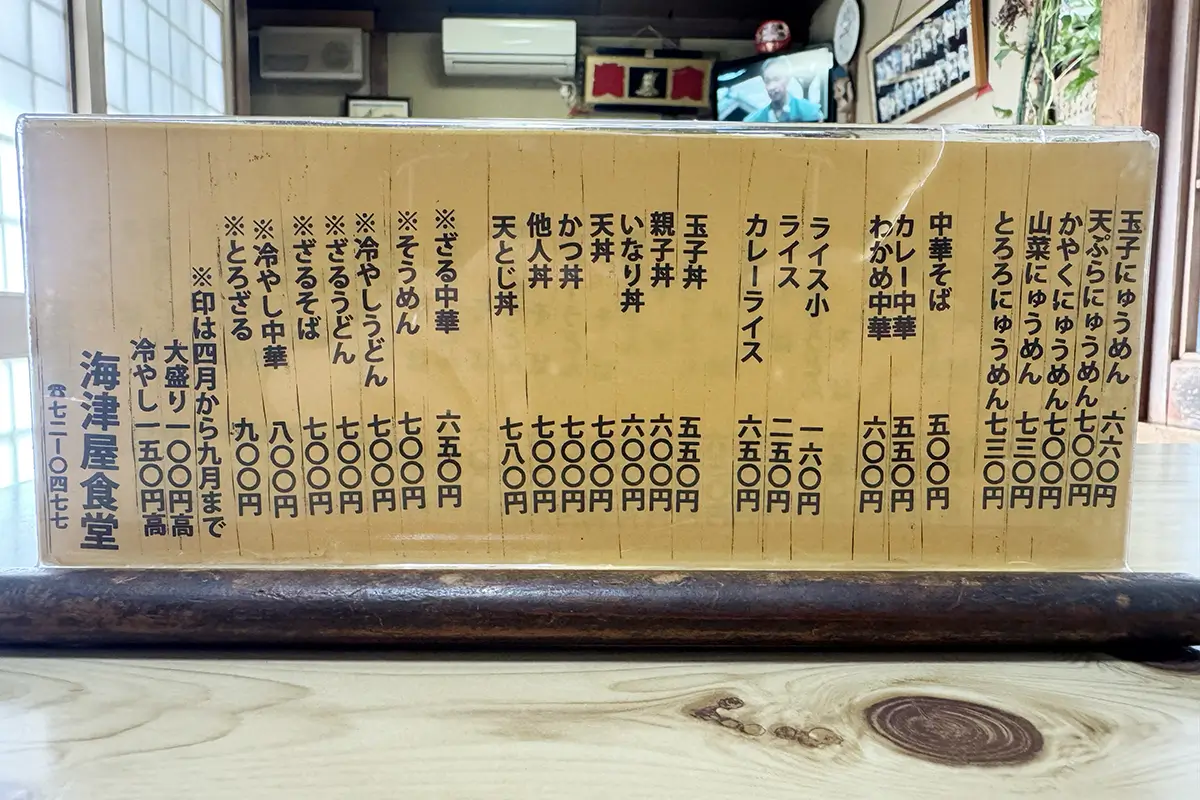 玉子にゅうめん 六六〇円
天ぷらにゅうめん 七〇〇円
かやくにゅうめん 七〇〇円
山菜にゅうめん 七三〇円
とろろにゅうめん 七三〇円
中華そば 五〇〇円
カレー中華 五五〇円
わかめ中華 六〇〇円
ライス小 一六〇円
ライス 二五〇円
カレーライス 六五〇円
玉子丼 五五〇円
親子丼 六〇〇円
いなり丼 六〇〇円
天丼 七〇〇円
かつ丼 七〇〇円
他人丼 七〇〇円
天とじ丼 七八〇円
※ざる中華 六五〇円
※そうめん 七〇〇円
※冷やしうどん 七〇〇円
※ざるうどん 七〇〇円
※ざるそば 七〇〇円
※冷やし中華 八〇〇円
※とろざる 九〇〇円
※印は四月から九月まで
大盛り一〇〇円高
冷やし一五〇円高
海津屋食堂
☎七二ー〇四七七